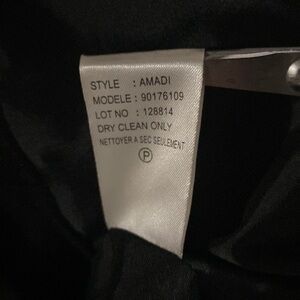 STYLE : AMADI
MODELE : 90176109
LOT NO : 128814
DRY CLEAN ONLY
NETTOYER A SEC SEULEMENT
P